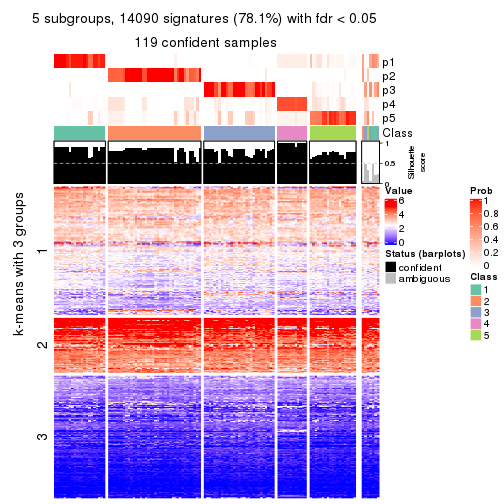 5 subgroups, 14090 signatures (78.1%) with fdr < 0.05
119 confident samples
p1
p2
p3
p4
p5
Class
1
0.5
0
Silhouette
score
k-means with 3 groups
1
2
3
Value
6
4
2
0
Status (barplots)
confident
ambiguous
Prob
1
0.8
0.6
0.4
0.2
0
Class
1
2
3
4
5